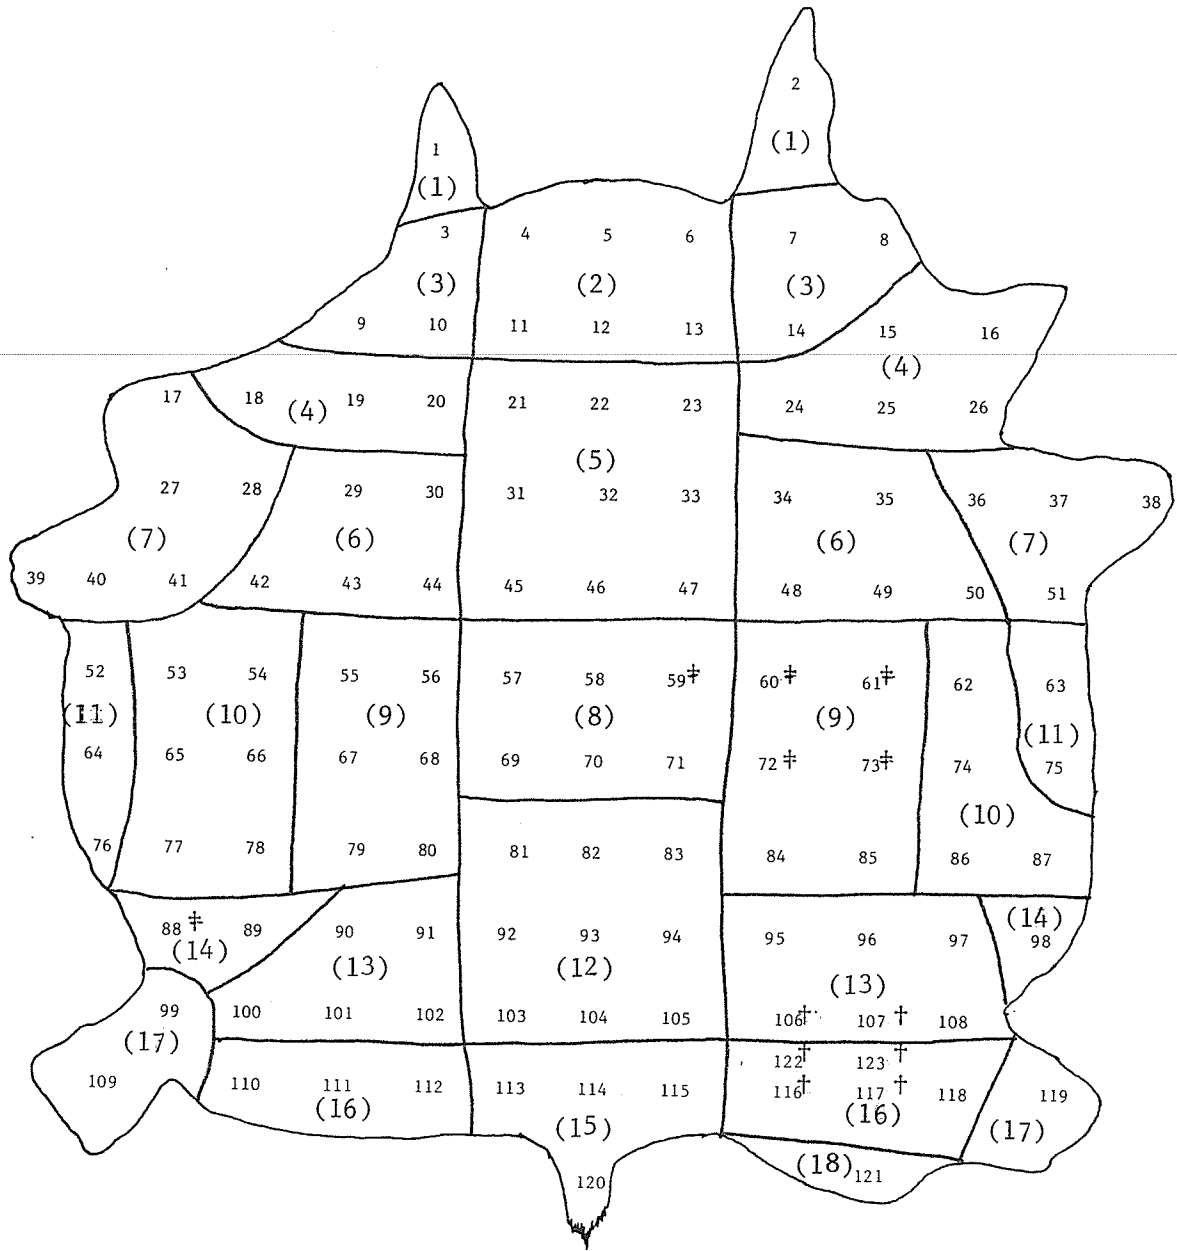 2
(1)
1
(1)
3 4 5 6 7 8
(3) (2) (3)
9 10 11 12 13 14 15 16
(4)
17 18 19 20 21 22 23 24 25 26
(4)
(5)
27 28 29 30 31 32 33 34 35 36 37 38
(7) (6) (6) (7)
39 40 41 42 43 44 45 46 47 48 49 50 51
52 53 54 55 56 57 58 59‡ 60‡ 61‡ 62 63
(11) (10) (9) (8) (9) (11)
64 65 66 67 68 69 70 71 72‡ 73‡ 74 75
(10)
76 77 78 79 80 81 82 83 84 85 86 87
(14)
88‡ 89 90 91 92 93 94 95 96 97 98
(14) (13) (12) (13)
99 100 101 102 103 104 105 106† 107† 108
(17)
122† 123†
109 110 111 112 113 114 115 116† 117† 118 119
(16) (15) (16) (17)
(18) 121
120